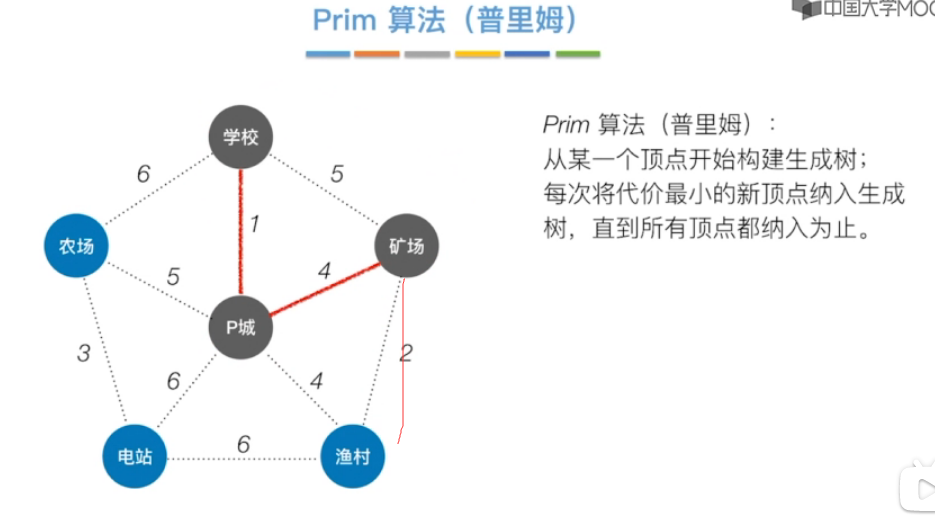 Prim 算法（普里姆）
中国大学MOO
学校
6
5
1
农场
矿场
5
4
P城
3
2
6
4
电站
6
渔村
Prim 算法（普里姆）：
从某一个顶点开始构建生成树；
每次将代价最小的新顶点纳入生成
树，直到所有顶点都纳入为止。